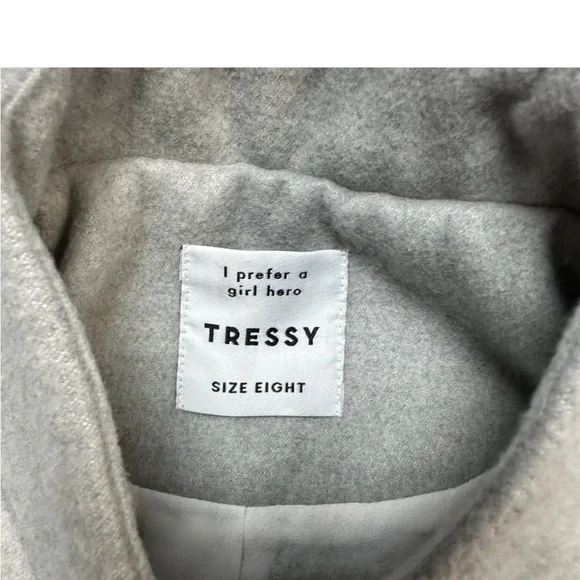 I prefer a
girl hero
TRESSY
SIZE EIGHT